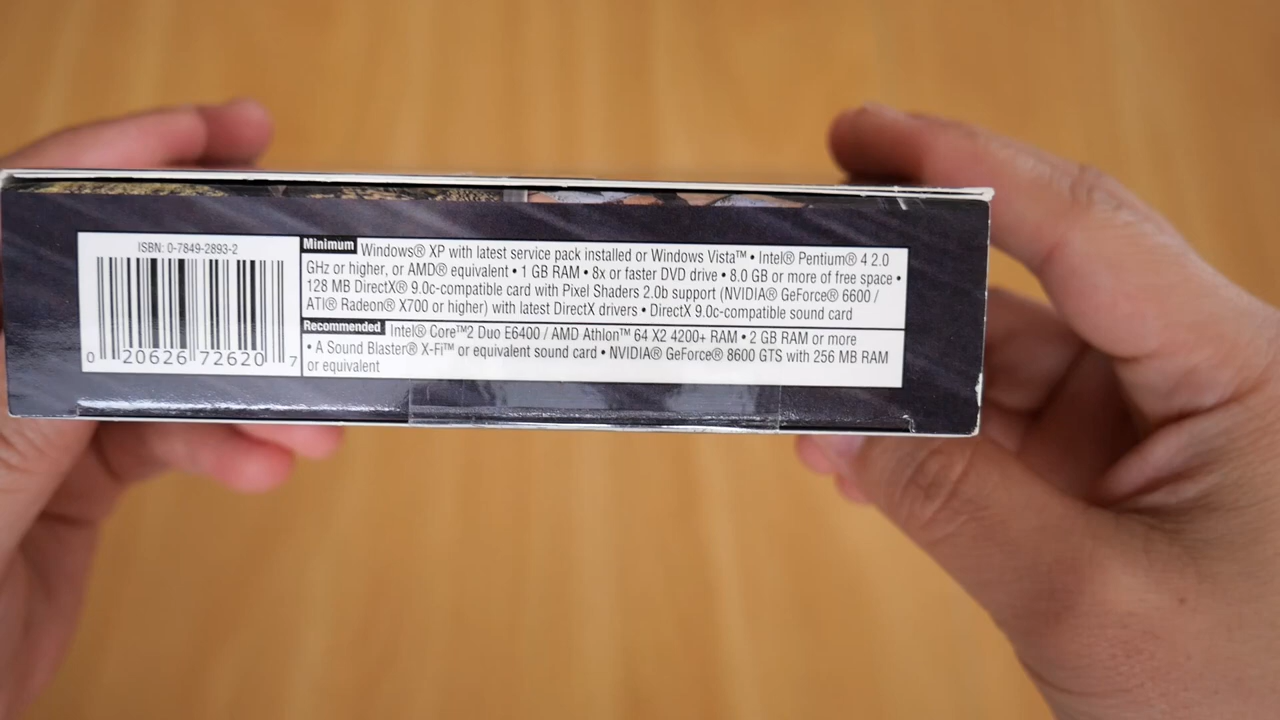 ISBN: 0-7849-2893-2
0 20626 72620 7
Minimum Windows® XP with latest service pack installed or Windows Vista™ • Intel® Pentium® 4 2.0
GHz or higher, or AMD® equivalent • 1 GB RAM • 8x or faster DVD drive • 8.0 GB or more of free space •
128 MB DirectX® 9.0c-compatible card with Pixel Shaders 2.0b support (NVIDIA® GeForce® 6600 /
ATI® Radeon® X700 or higher) with latest DirectX drivers • DirectX 9.0c-compatible sound card
Recommended Intel® Core™2 Duo E6400 / AMD Athlon™ 64 X2 4200+ RAM • 2 GB RAM or more
• A Sound Blaster® X-Fi™ or equivalent sound card • NVIDIA® GeForce® 8600 GTS with 256 MB RAM
or equivalent